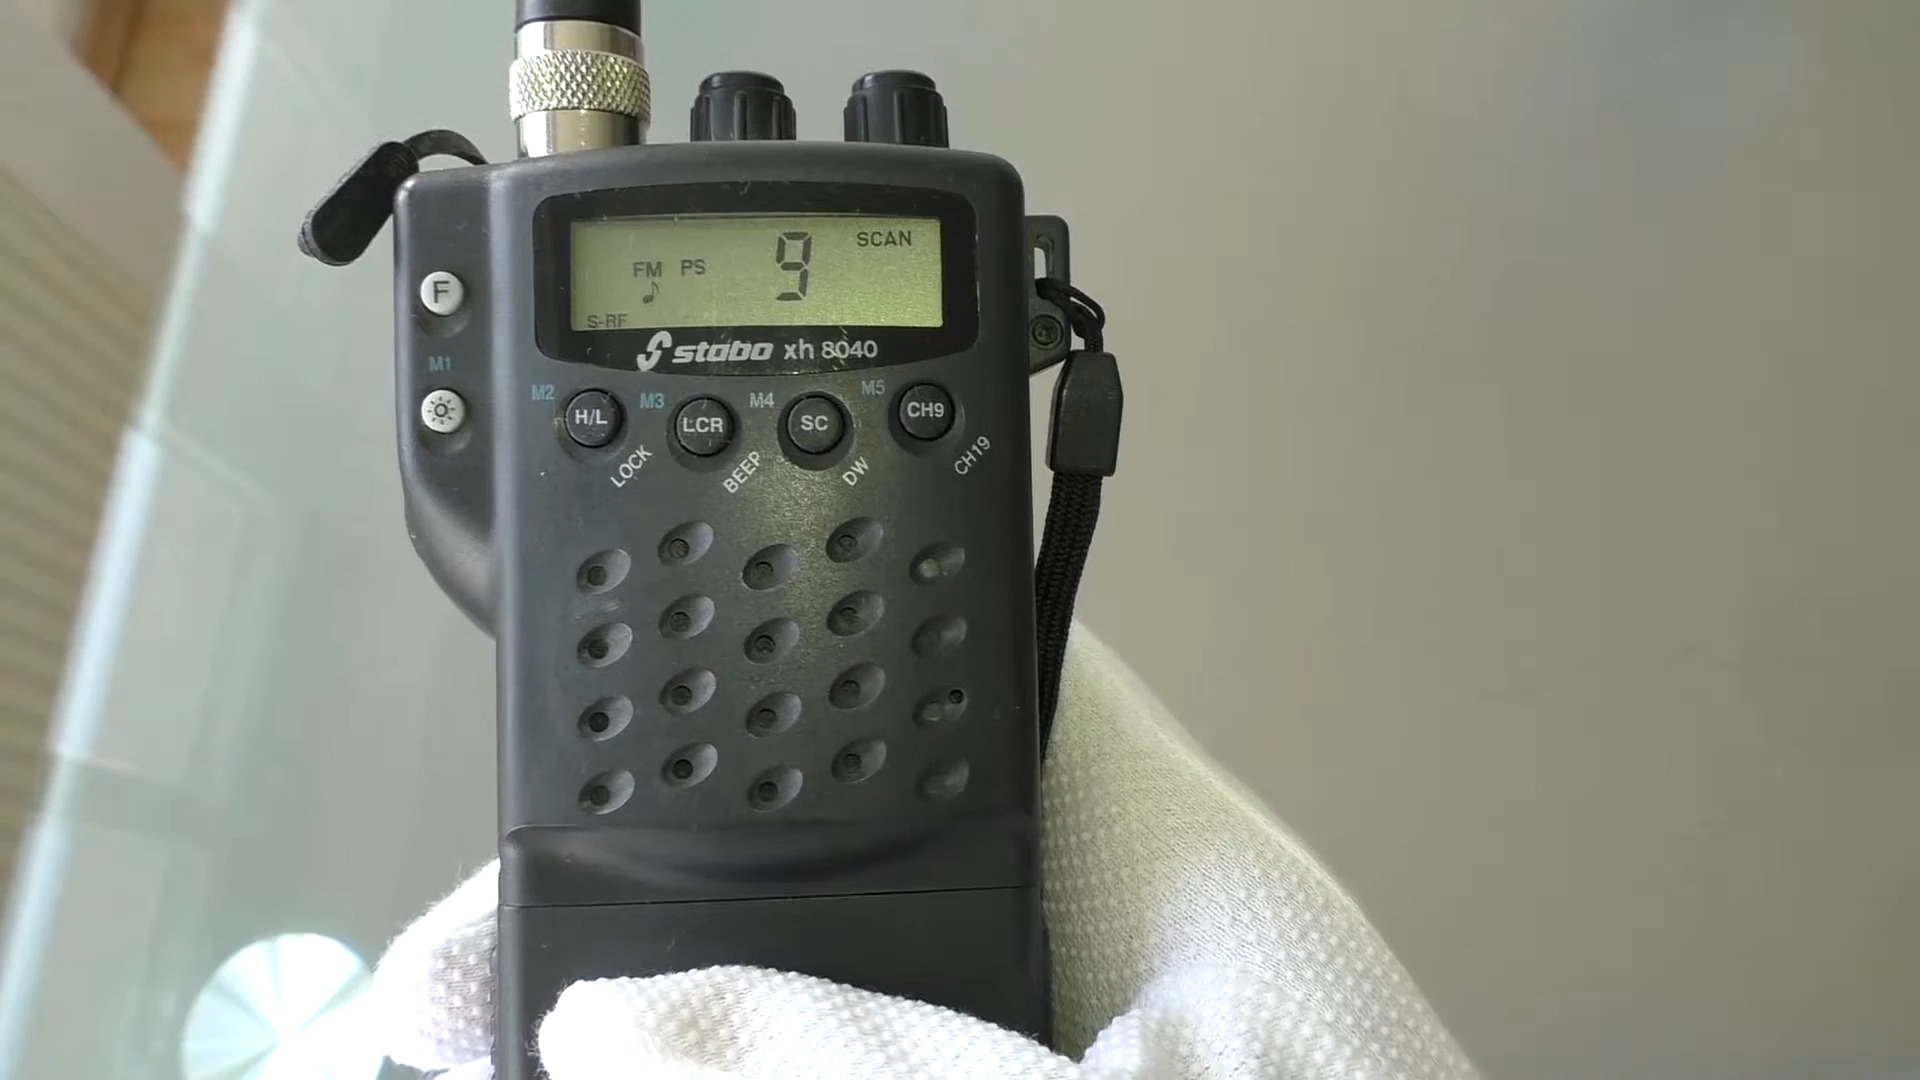 SCAN
FM PS 9
S-RF
stabo xh 8040
F
M1
M2 H/L LOCK
M3 LCR BEEP
M4 SC DW
M5 CH9 CH19